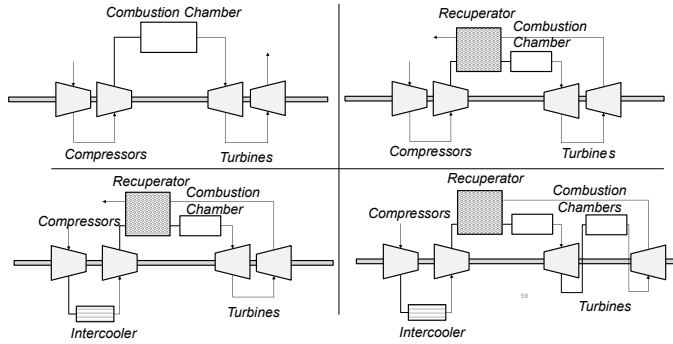 Combustion Chamber
Compressors
Turbines
Recuperator
Combustion
Chamber
Compressors
Turbines
Recuperator
Combustion
Chamber
Compressors
Turbines
Intercooler
Recuperator
Combustion
Chambers
Compressors
59
Turbines
Intercooler